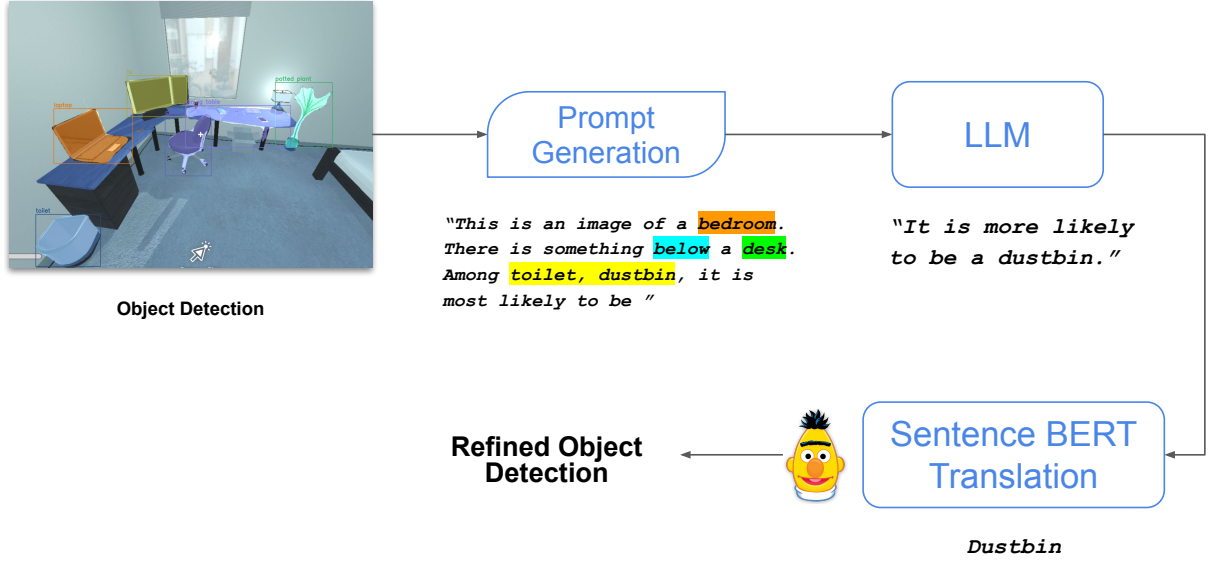 potted plant
table
laptop
toilet
Object Detection
Prompt
Generation
“This is an image of a bedroom.
There is something below a desk.
Among toilet, dustbin, it is
most likely to be ”
LLM
“It is more likely
to be a dustbin.”
Sentence BERT
Translation
Dustbin
Refined Object
Detection